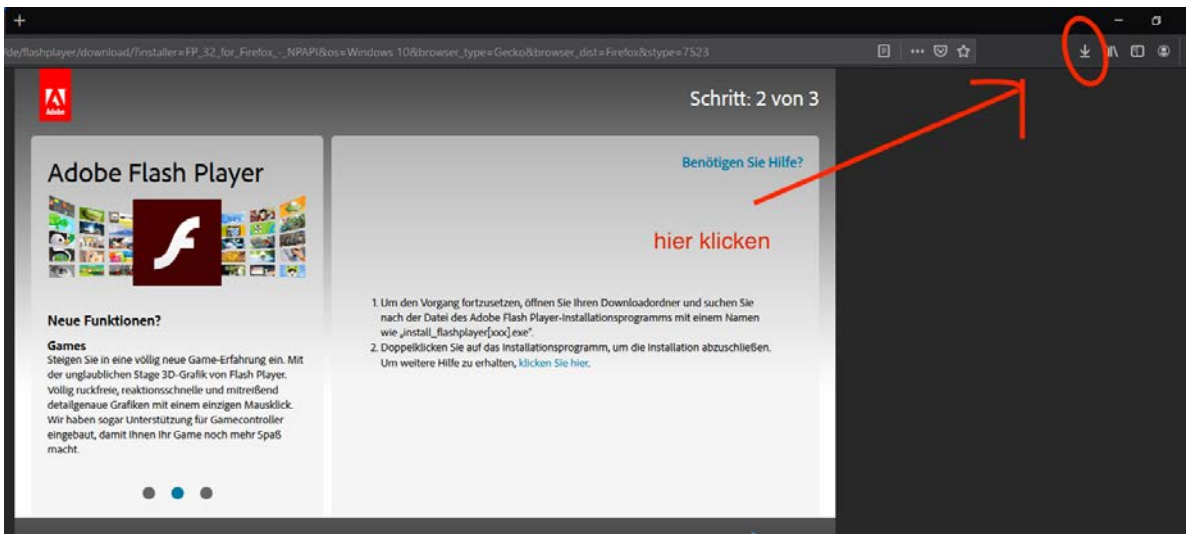 /de/flashplayer/download/?installer=FP_32_for_Firefox_-_NPAPI&os=Windows 10&browser_type=Gecko&browser_dist=Firefox&stype=7523
Adobe
Schritt: 2 von 3
Adobe Flash Player
Neue Funktionen?
Games
Steigen Sie in eine völlig neue Game-Erfahrung ein. Mit
der unglaublichen Stage 3D-Grafik von Flash Player.
Völlig ruckfreie, reaktionsschnelle und mitreißend
detailgenaue Grafiken mit einem einzigen Mausklick.
Wir haben sogar Unterstützung für Gamecontroller
eingebaut, damit Ihnen Ihr Game noch mehr Spaß
macht.
Benötigen Sie Hilfe?
hier klicken
1. Um den Vorgang fortzusetzen, öffnen Sie Ihren Downloadordner und suchen Sie
nach der Datei des Adobe Flash Player-Installationsprogramms mit einem Namen
wie „install_flashplayer[xxx].exe".
2. Doppelklicken Sie auf das Installationsprogramm, um die Installation abzuschließen.
Um weitere Hilfe zu erhalten, klicken Sie hier.